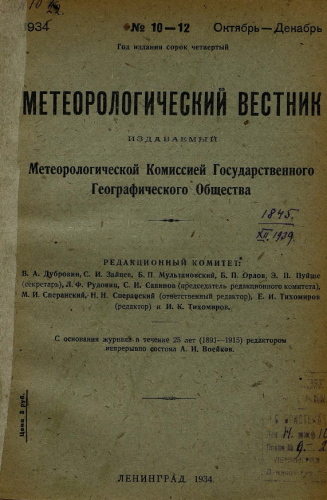 1934 № 10—12 Октябрь—Декабрь
Год издания сорок четвертый
МЕТЕОРОЛОГИЧЕСКИЙ ВЕСТНИК
ИЗДАВАЕМЫЙ
Метеорологической Комиссией Государственного
Географического Общества
1845
XII 1939
РЕДАКЦИОННЫЙ КОМИТЕТ:
В. А. Дубровин, С. И. Зайцев, Б. П. Мультановский, Б. П. Орлов, Э. П. Пуйше
(секретарь), Л. Ф. Рудовиц, С. И. Савинов (председатель редакционного комитета),
М. И. Сперанский, Н. Н. Сперанский (ответственный редактор), Е. И. Тихомиров
(редактор) и И. К. Тихомиров.
С основания журнала в течение 25 лет (1891—1915) редактором
непрерывно состоял А. И. Воейков.
Цена 2 руб.
ЛЕНИНГРАД 1934.